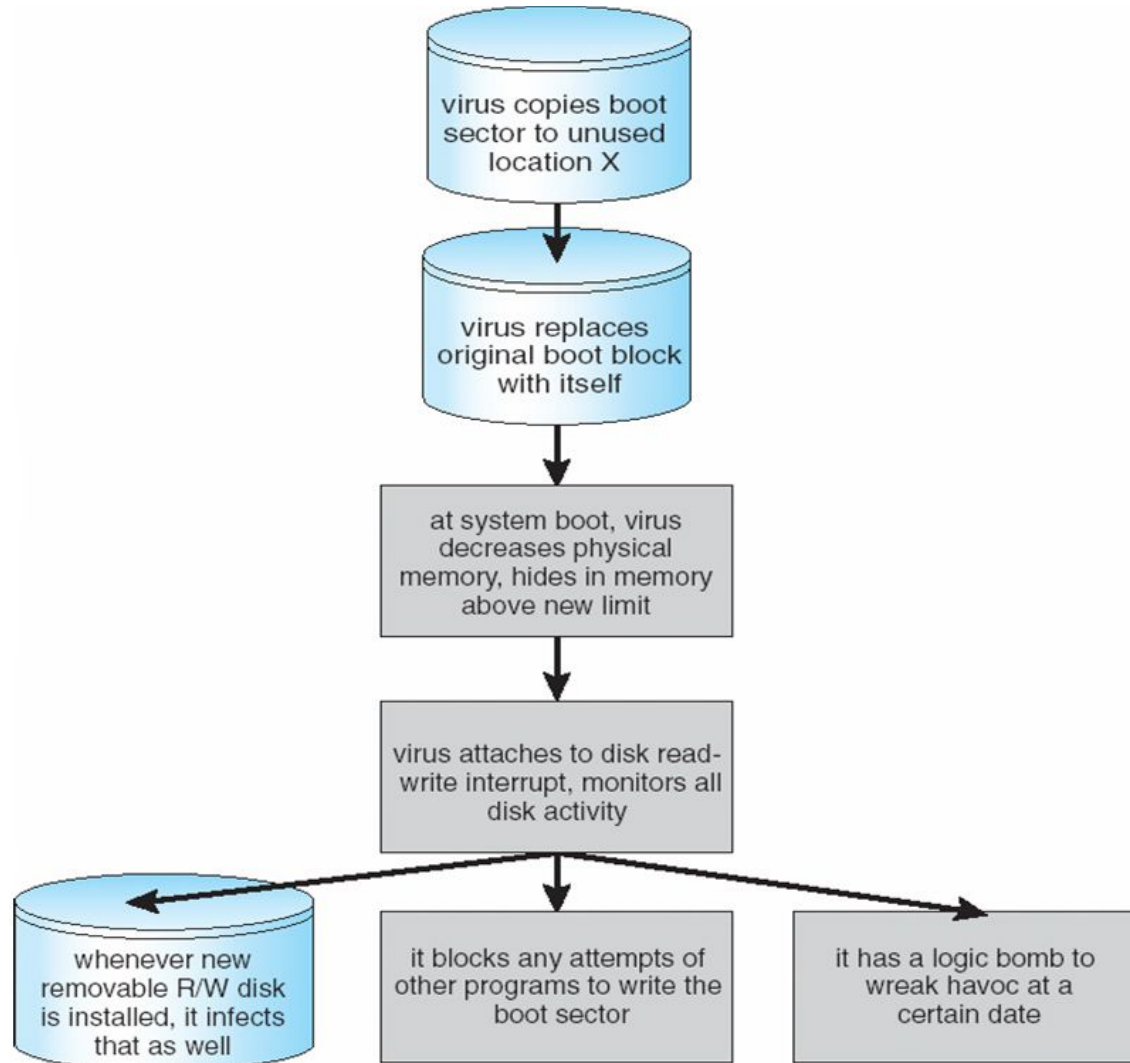 virus copies boot
sector to unused
location X
virus replaces
original boot block
with itself
at system boot, virus
decreases physical
memory, hides in memory
above new limit
virus attaches to disk read-
write interrupt, monitors all
disk activity
whenever new
removable R/W disk
is installed, it infects
that as well
it blocks any attempts of
other programs to write the
boot sector
it has a logic bomb to
wreak havoc at a
certain date